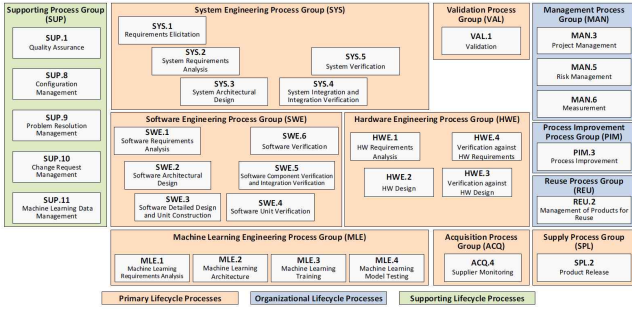 Supporting Process Group
(SUP)
SUP.1
Quality Assurance
SUP.8
Configuration
Management
SUP.9
Problem Resolution
Management
SUP.10
Change Request
Management
SUP.11
Machine Learning Data
Management
System Engineering Process Group (SYS)
SYS.1
Requirements Elicitation
SYS.2
System Requirements
Analysis
SYS.3
System Architectural
Design
SYS.5
System Verification
SYS.4
System Integration and
Integration Verification
Validation Process
Group (VAL)
VAL.1
Validation
Management Process
Group (MAN)
MAN.3
Project Management
MAN.5
Risk Management
MAN.6
Measurement
Software Engineering Process Group (SWE)
SWE.1
Software Requirements
Analysis
SWE.2
Software Architectural
Design
SWE.3
Software Detailed Design
and Unit Construction
SWE.6
Software Verification
SWE.5
Software Component Verification
and Integration Verification
SWE.4
Software Unit Verification
Hardware Engineering Process Group (HWE)
HWE.1
HW Requirements
Analysis
HWE.2
HW Design
HWE.4
Verification against
HW Requirements
HWE.3
Verification against
HW Design
Process Improvement
Process Group (PIM)
PIM.3
Process Improvement
Reuse Process Group
(REU)
REU.2
Management of Products for
Reuse
Machine Learning Engineering Process Group (MLE)
MLE.1
Machine Learning
Requirements Analysis
MLE.2
Machine Learning
Architecture
MLE.3
Machine Learning
Training
MLE.4
Machine Learning
Model Testing
Acquisition Process
Group (ACQ)
ACQ.4
Supplier Monitoring
Supply Process Group
(SPL)
SPL.2
Product Release
Primary Lifecycle Processes
Organizational Lifecycle Processes
Supporting Lifecycle Processes